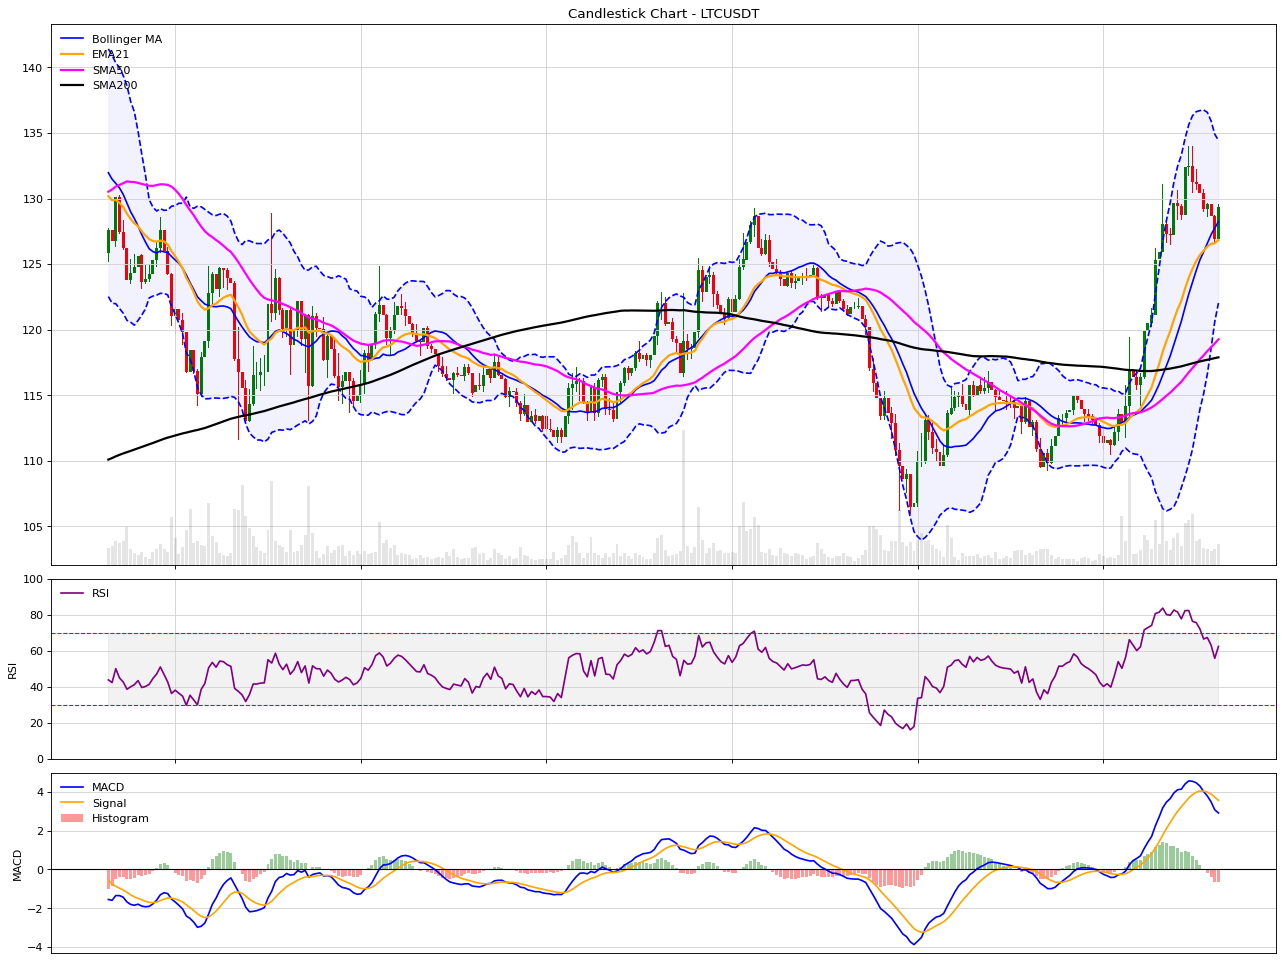 Candlestick Chart - LTCUSDT
Bollinger MA
EMA21
SMA50
SMA200
140
135
130
125
120
115
110
105
RSI
100
80
60
40
20
0
RSI
MACD
Signal
Histogram
4
2
0
−2
−4
MACD